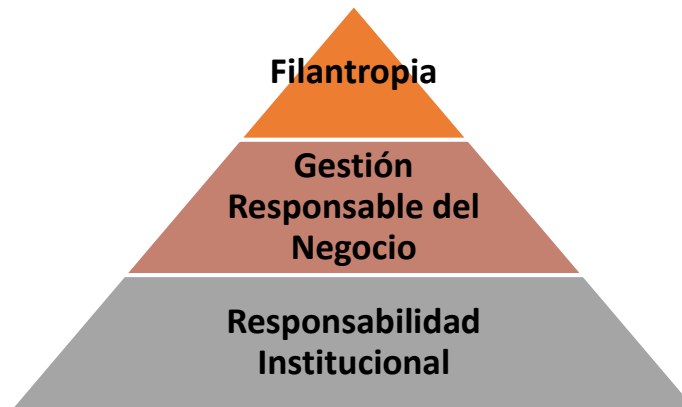 Filantropia
Gestión
Responsable del
Negocio
Responsabilidad
Institucional